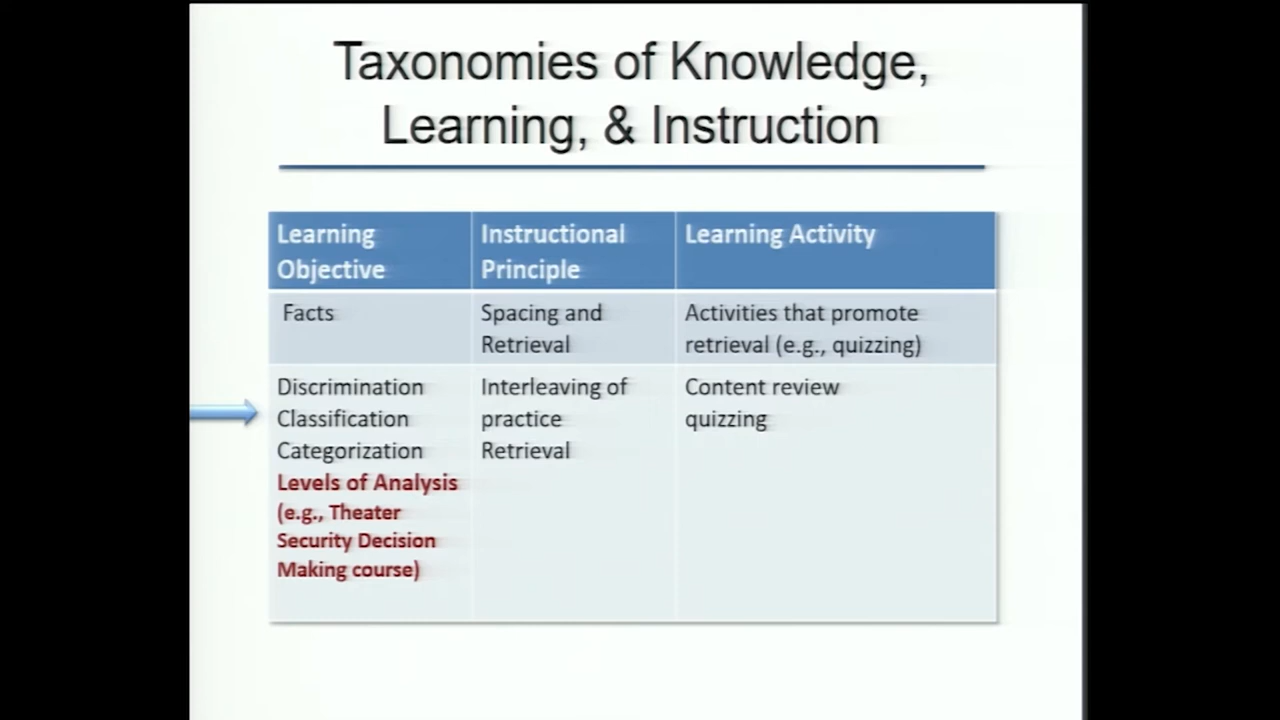 Taxonomies of Knowledge,
Learning, & Instruction
Learning
Objective
Instructional
Principle
Learning Activity
Facts
Spacing and
Retrieval
Activities that promote
retrieval (e.g., quizzing)
Discrimination
Classification
Categorization
Levels of Analysis
(e.g., Theater
Security Decision
Making course)
Interleaving of
practice
Retrieval
Content review
quizzing